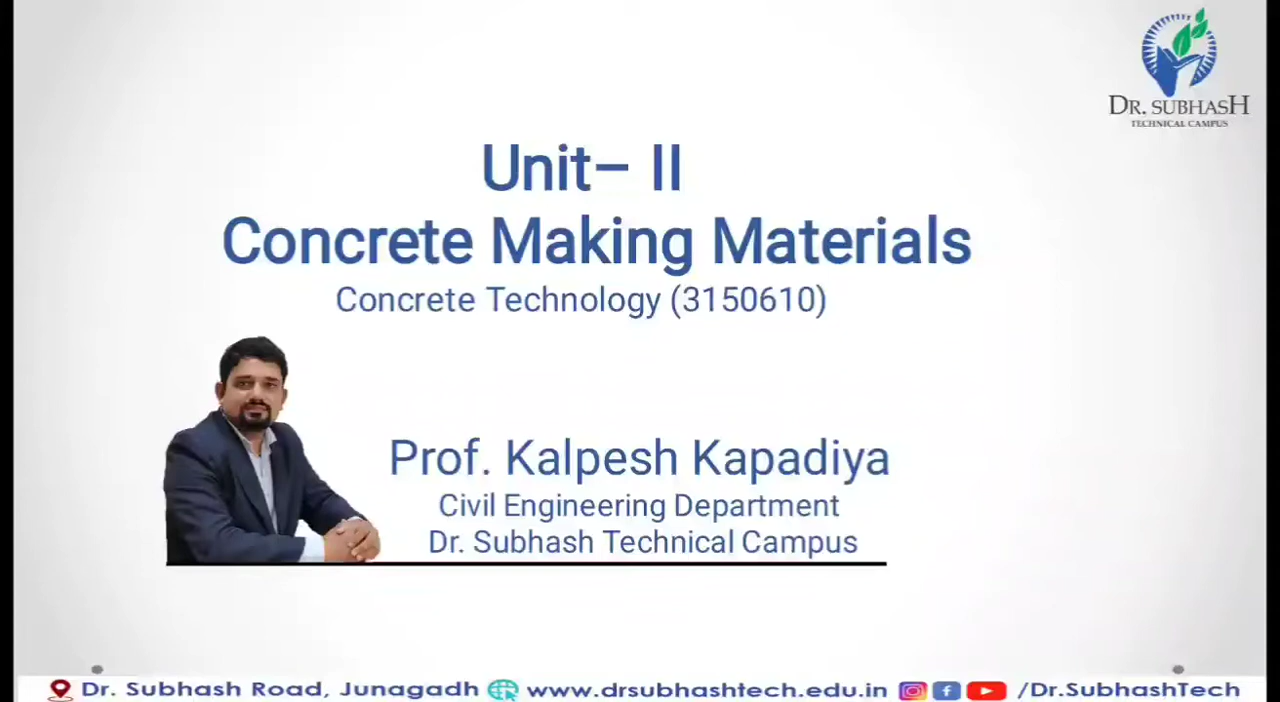 DR. SUBHASH
TECHNICAL CAMPUS
Unit– II
Concrete Making Materials
Concrete Technology (3150610)
Prof. Kalpesh Kapadiya
Civil Engineering Department
Dr. Subhash Technical Campus
Dr. Subhash Road, Junagadh www.drsubhashtech.edu.in /Dr.SubhashTech